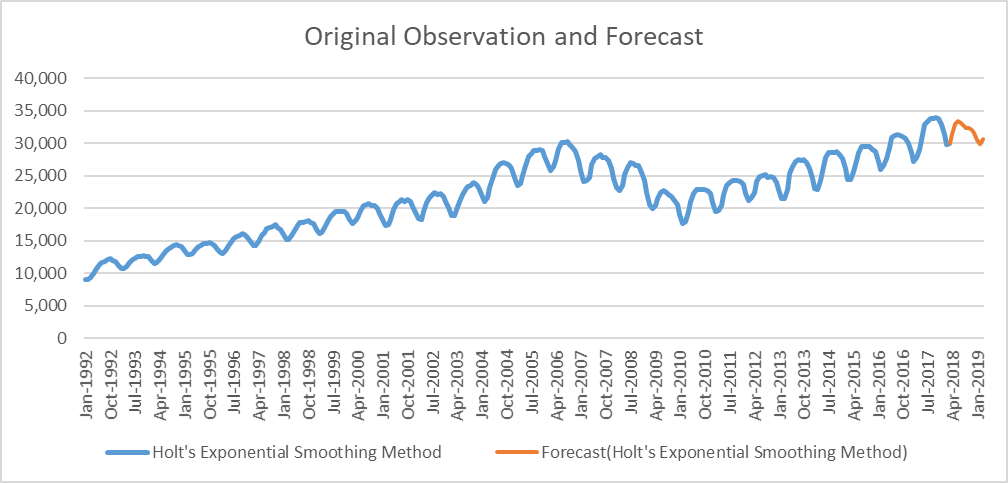 Original Observation and Forecast
40,000
35,000
30,000
25,000
20,000
15,000
10,000
5,000
0
Jan-1992
Oct-1992
Jul-1993
Apr-1994
Jan-1995
Oct-1995
Jul-1996
Apr-1997
Jan-1998
Oct-1998
Jul-1999
Apr-2000
Jan-2001
Oct-2001
Jul-2002
Apr-2003
Jan-2004
Oct-2004
Jul-2005
Apr-2006
Jan-2007
Oct-2007
Jul-2008
Apr-2009
Jan-2010
Oct-2010
Jul-2011
Apr-2012
Jan-2013
Oct-2013
Jul-2014
Apr-2015
Jan-2016
Oct-2016
Jul-2017
Apr-2018
Jan-2019
Holt's Exponential Smoothing Method
Forecast(Holt's Exponential Smoothing Method)